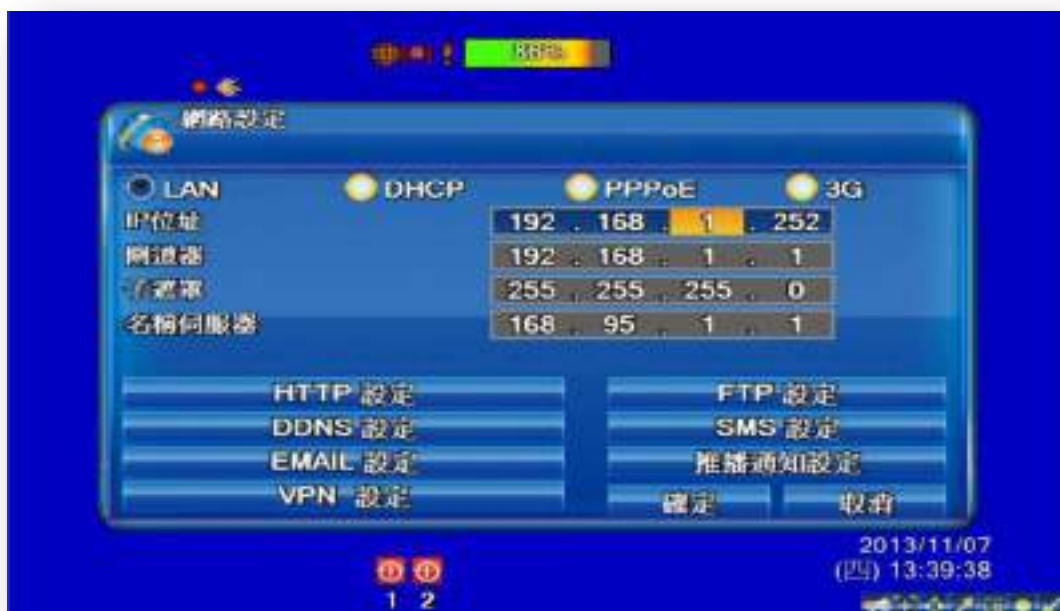 86%
網路設定
LAN DHCP PPPoE 3G
IP位址 192 . 168 . 1 . 252
閘道器 192 . 168 . 1 . 1
子遮罩 255 . 255 . 255 . 0
名稱伺服器 168 . 95 . 1 . 1
HTTP 設定 FTP 設定
DDNS 設定 SMS 設定
EMAIL 設定 推播通知設定
VPN 設定 確定 取消
2013/11/07
(四) 13:39:38
1 2